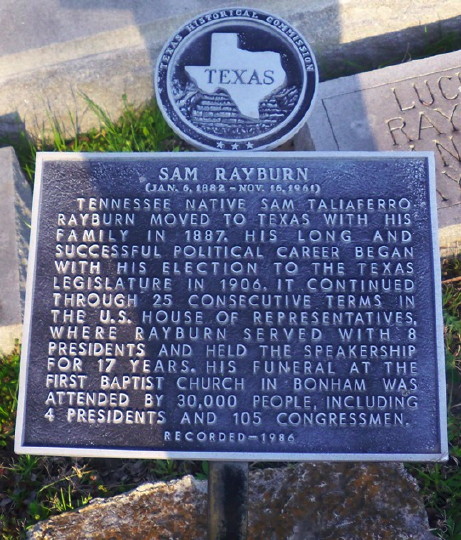 TEXAS HISTORICAL COMMISSION
TEXAS
SAM RAYBURN
(JAN. 6, 1882 - NOV. 16, 1961)
TENNESSEE NATIVE SAM TALIAFERRO
RAYBURN MOVED TO TEXAS WITH HIS
FAMILY IN 1887. HIS LONG AND
SUCCESSFUL POLITICAL CAREER BEGAN
WITH HIS ELECTION TO THE TEXAS
LEGISLATURE IN 1906. IT CONTINUED
THROUGH 25 CONSECUTIVE TERMS IN
THE U.S. HOUSE OF REPRESENTATIVES,
WHERE RAYBURN SERVED WITH 8
PRESIDENTS AND HELD THE SPEAKERSHIP
FOR 17 YEARS. HIS FUNERAL AT THE
FIRST BAPTIST CHURCH IN BONHAM WAS
ATTENDED BY 30,000 PEOPLE, INCLUDING
4 PRESIDENTS AND 105 CONGRESSMEN.
RECORDED-1986